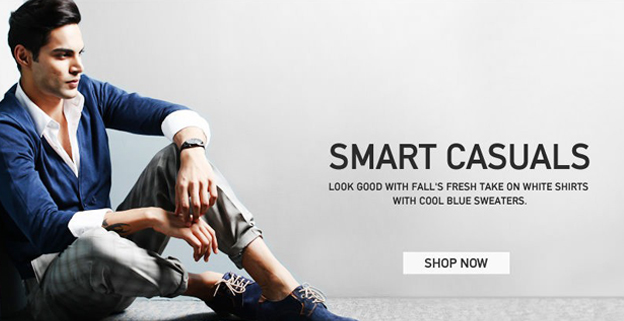 SMART CASUALS
LOOK GOOD WITH FALL'S FRESH TAKE ON WHITE SHIRTS
WITH COOL BLUE SWEATERS.
SHOP NOW